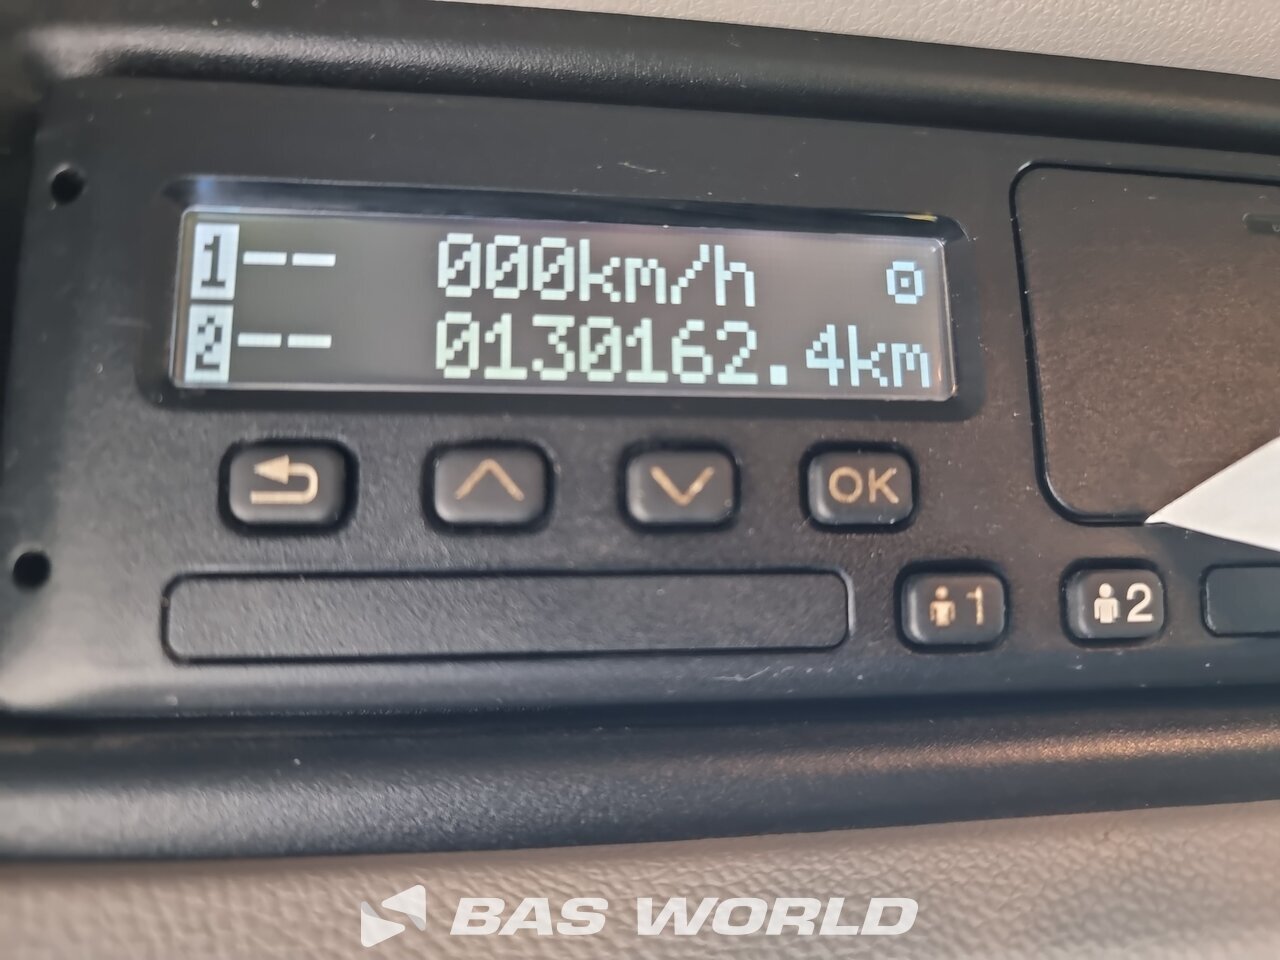 1 -- 000km/h
2 -- 0130162.4km
OK
1 2
BAS WORLD